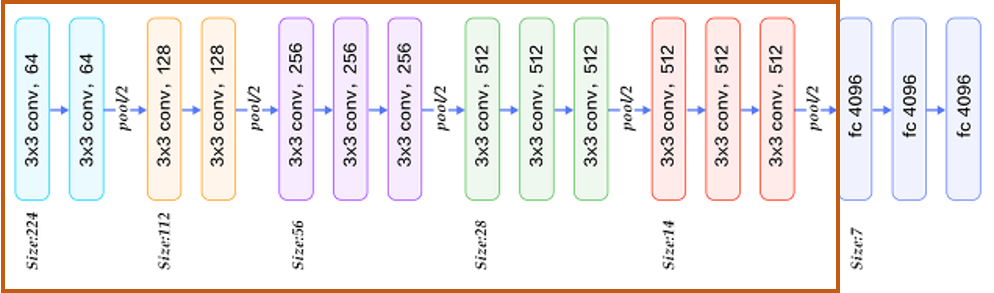 3x3 conv, 64
3x3 conv, 64
pool/2
3x3 conv, 128
3x3 conv, 128
pool/2
3x3 conv, 256
3x3 conv, 256
3x3 conv, 256
pool/2
3x3 conv, 512
3x3 conv, 512
3x3 conv, 512
pool/2
3x3 conv, 512
3x3 conv, 512
3x3 conv, 512
pool/2
fc 4096
fc 4096
fc 4096
Size:224
Size:112
Size:56
Size:28
Size:14
Size:7